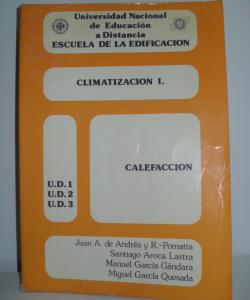 Universidad Nacional
de Educación
a Distancia
ESCUELA DE LA EDIFICACION
CLIMATIZACION 1.
CALEFACCION
U.D.1
U.D.2
U.D.3
Juan A. de Andrés y R.-Pomatta
Santiago Aroca Lastra
Manuel García Gándara
Miguel García Quesada